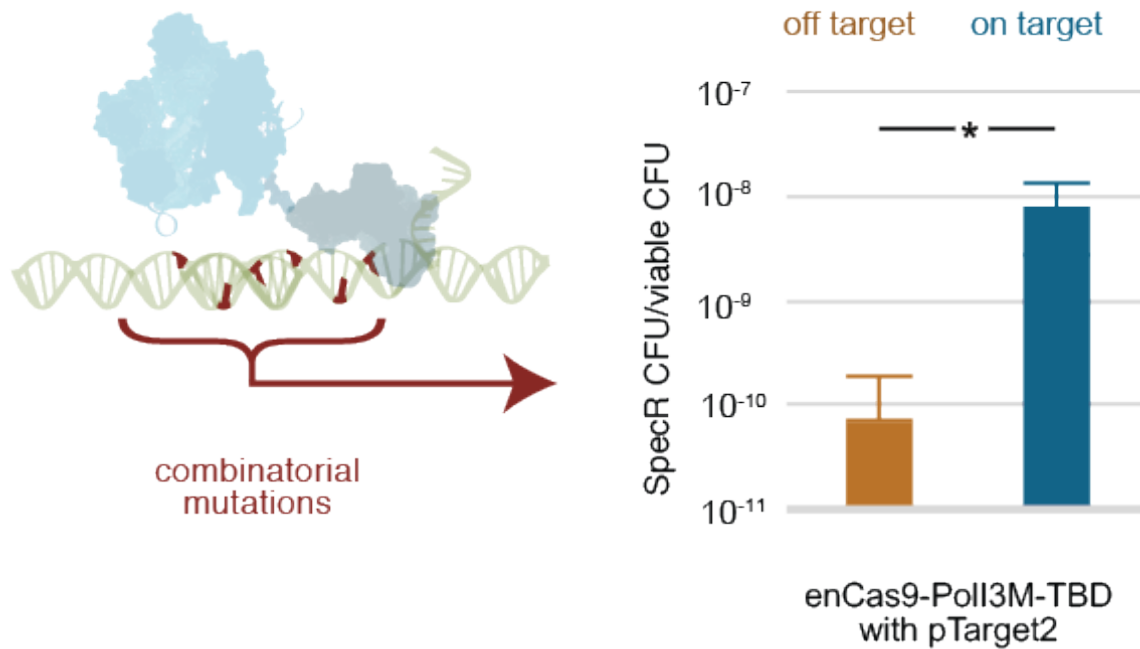 off target
on target
SpecR CFU/viable CFU
10-7
*
10-8
10-9
10-10
10-11
combinatorial
mutations
enCas9-PolI3M-TBD
with pTarget2